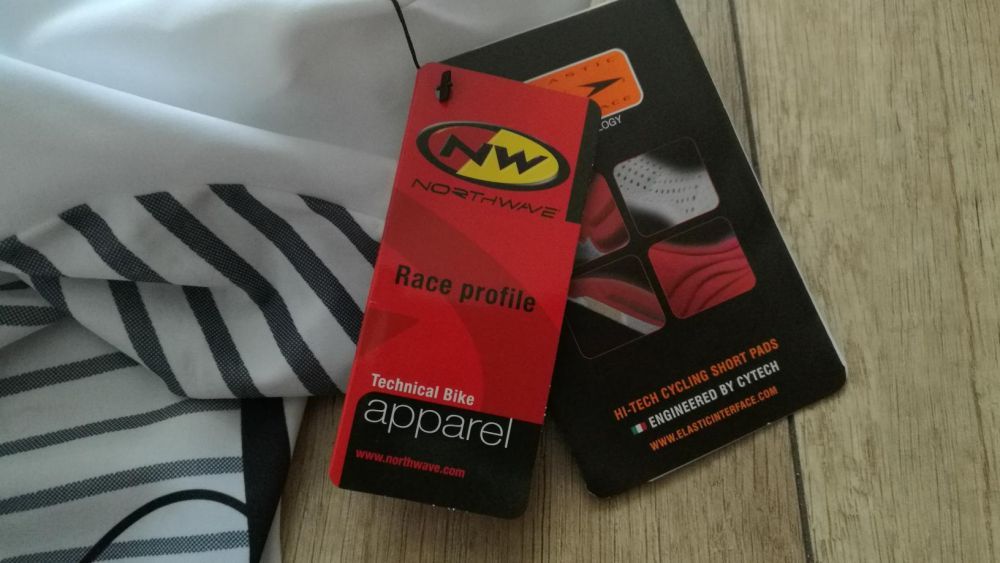 NW
NORTHWAVE
Race profile
Technical Bike
apparel
www.northwave.com
HI-TECH CYCLING SHORT PADS
ENGINEERED BY CYTECH
WWW.ELASTICINTERFACE.COM